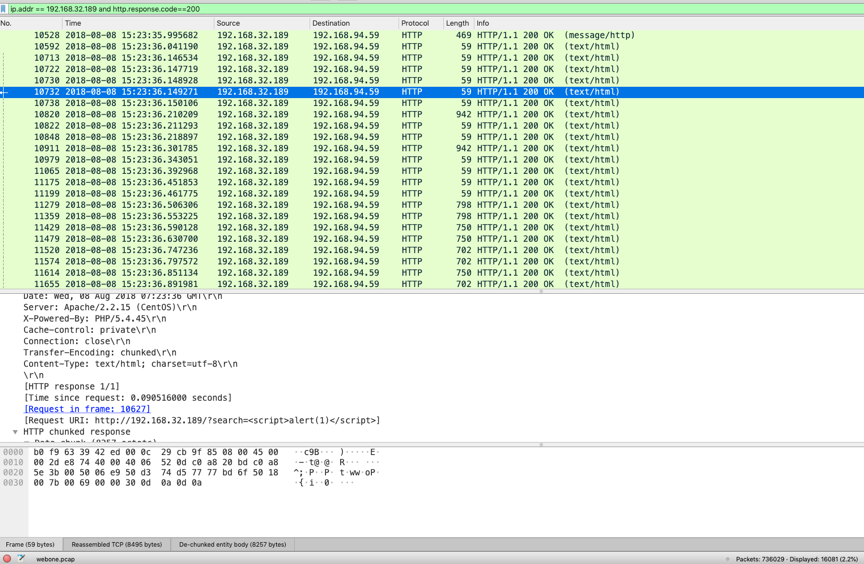 ip.addr == 192.168.32.189 and http.response.code==200
No. Time Source Destination Protocol Length Info
10528 2018-08-08 15:23:35.995682 192.168.32.189 192.168.94.59 HTTP 469 HTTP/1.1 200 OK (message/http)
10592 2018-08-08 15:23:36.041190 192.168.32.189 192.168.94.59 HTTP 59 HTTP/1.1 200 OK (text/html)
10713 2018-08-08 15:23:36.146534 192.168.32.189 192.168.94.59 HTTP 59 HTTP/1.1 200 OK (text/html)
10722 2018-08-08 15:23:36.147719 192.168.32.189 192.168.94.59 HTTP 59 HTTP/1.1 200 OK (text/html)
10730 2018-08-08 15:23:36.148928 192.168.32.189 192.168.94.59 HTTP 59 HTTP/1.1 200 OK (text/html)
10732 2018-08-08 15:23:36.149271 192.168.32.189 192.168.94.59 HTTP 59 HTTP/1.1 200 OK (text/html)
10738 2018-08-08 15:23:36.150106 192.168.32.189 192.168.94.59 HTTP 59 HTTP/1.1 200 OK (text/html)
10820 2018-08-08 15:23:36.210209 192.168.32.189 192.168.94.59 HTTP 942 HTTP/1.1 200 OK (text/html)
10822 2018-08-08 15:23:36.211293 192.168.32.189 192.168.94.59 HTTP 59 HTTP/1.1 200 OK (text/html)
10848 2018-08-08 15:23:36.218897 192.168.32.189 192.168.94.59 HTTP 59 HTTP/1.1 200 OK (text/html)
10911 2018-08-08 15:23:36.301785 192.168.32.189 192.168.94.59 HTTP 942 HTTP/1.1 200 OK (text/html)
10979 2018-08-08 15:23:36.343051 192.168.32.189 192.168.94.59 HTTP 59 HTTP/1.1 200 OK (text/html)
11065 2018-08-08 15:23:36.392968 192.168.32.189 192.168.94.59 HTTP 59 HTTP/1.1 200 OK (text/html)
11175 2018-08-08 15:23:36.451853 192.168.32.189 192.168.94.59 HTTP 59 HTTP/1.1 200 OK (text/html)
11199 2018-08-08 15:23:36.461775 192.168.32.189 192.168.94.59 HTTP 59 HTTP/1.1 200 OK (text/html)
11279 2018-08-08 15:23:36.506306 192.168.32.189 192.168.94.59 HTTP 798 HTTP/1.1 200 OK (text/html)
11359 2018-08-08 15:23:36.553225 192.168.32.189 192.168.94.59 HTTP 798 HTTP/1.1 200 OK (text/html)
11429 2018-08-08 15:23:36.590128 192.168.32.189 192.168.94.59 HTTP 750 HTTP/1.1 200 OK (text/html)
11479 2018-08-08 15:23:36.630700 192.168.32.189 192.168.94.59 HTTP 750 HTTP/1.1 200 OK (text/html)
11520 2018-08-08 15:23:36.747236 192.168.32.189 192.168.94.59 HTTP 702 HTTP/1.1 200 OK (text/html)
11574 2018-08-08 15:23:36.797572 192.168.32.189 192.168.94.59 HTTP 702 HTTP/1.1 200 OK (text/html)
11614 2018-08-08 15:23:36.851134 192.168.32.189 192.168.94.59 HTTP 750 HTTP/1.1 200 OK (text/html)
11655 2018-08-08 15:23:36.891981 192.168.32.189 192.168.94.59 HTTP 702 HTTP/1.1 200 OK (text/html)
Date: Wed, 08 Aug 2018 07:23:36 GMT\r\n
Server: Apache/2.2.15 (CentOS)\r\n
X-Powered-By: PHP/5.4.45\r\n
Cache-control: private\r\n
Connection: close\r\n
Transfer-Encoding: chunked\r\n
Content-Type: text/html; charset=utf-8\r\n
\r\n
[HTTP response 1/1]
[Time since request: 0.090516000 seconds]
[Request in frame: 10627]
[Request URI: http://192.168.32.189/?search=<script>alert(1)</script>]
HTTP chunked response
Data chunk (8257 octets)
0000 b0 f9 63 39 42 ed 00 0c 29 cb 9f 85 08 00 45 00 ··c9B··· )·····E·
0010 00 2d e8 74 40 00 40 06 52 0d c0 a8 20 bd c0 a8 ·-·t@·@· R··· ···
0020 5e 3b 00 50 06 e9 50 d3 74 d5 77 77 bd 6f 50 18 ^;·P··P· t·ww·oP·
0030 00 7b 00 69 00 00 30 0d 0a 0d 0a ·{·i··0· ···
Frame (59 bytes) Reassembled TCP (8495 bytes) De-chunked entity body (8257 bytes)
webone.pcap Packets: 736029 · Displayed: 16081 (2.2%)